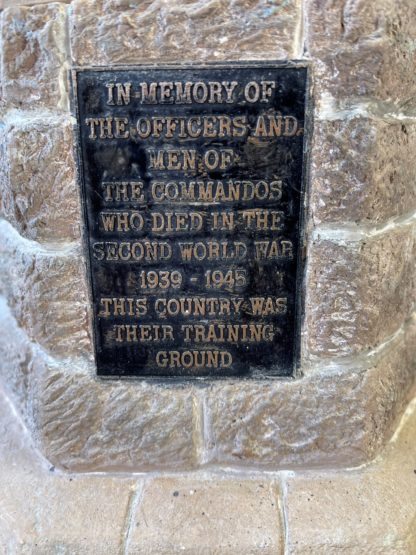 IN MEMORY OF
THE OFFICERS AND
MEN OF
THE COMMANDOS
WHO DIED IN THE
SECOND WORLD WAR
1939 - 1945
THIS COUNTRY WAS
THEIR TRAINING
GROUND